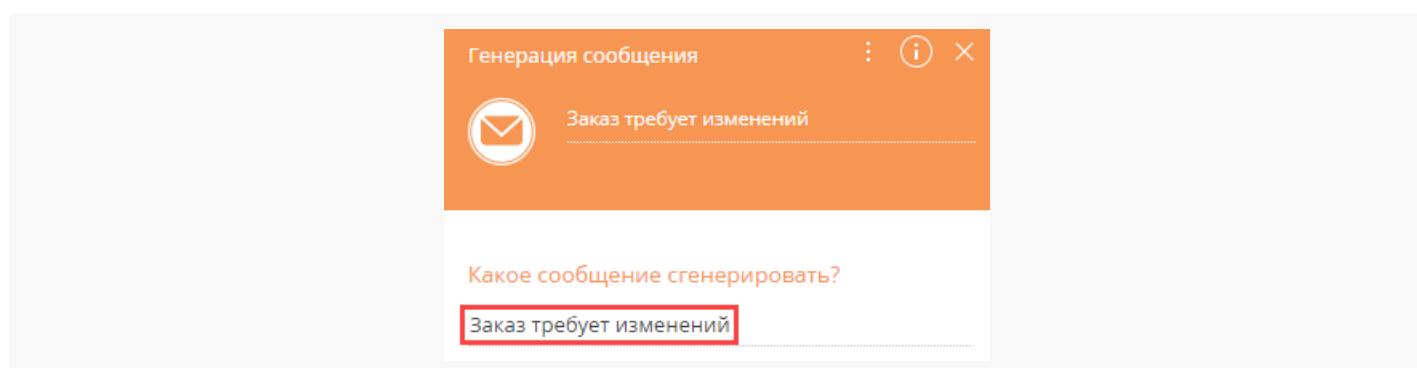 Генерация сообщения
Заказ требует изменений
Какое сообщение сгенерировать?
Заказ требует изменений